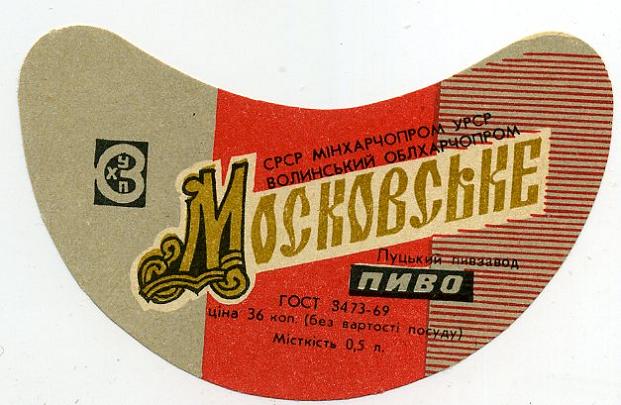 УХП
СРСР МІНХАРЧОПРОМ УРСР
ВОЛИНСЬКИЙ ОБЛХАРЧОПРОМ
МОСКОВСЬКЕ
Луцький пивзавод
ПИВО
ГОСТ 3473-69
ціна 36 коп. (без вартості посуду)
Місткість 0,5 л.